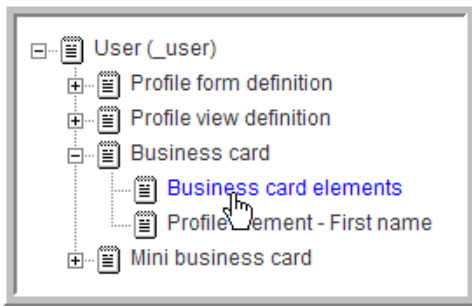 User (_user)
Profile form definition
Profile view definition
Business card
Business card elements
Profile element - First name
Mini business card